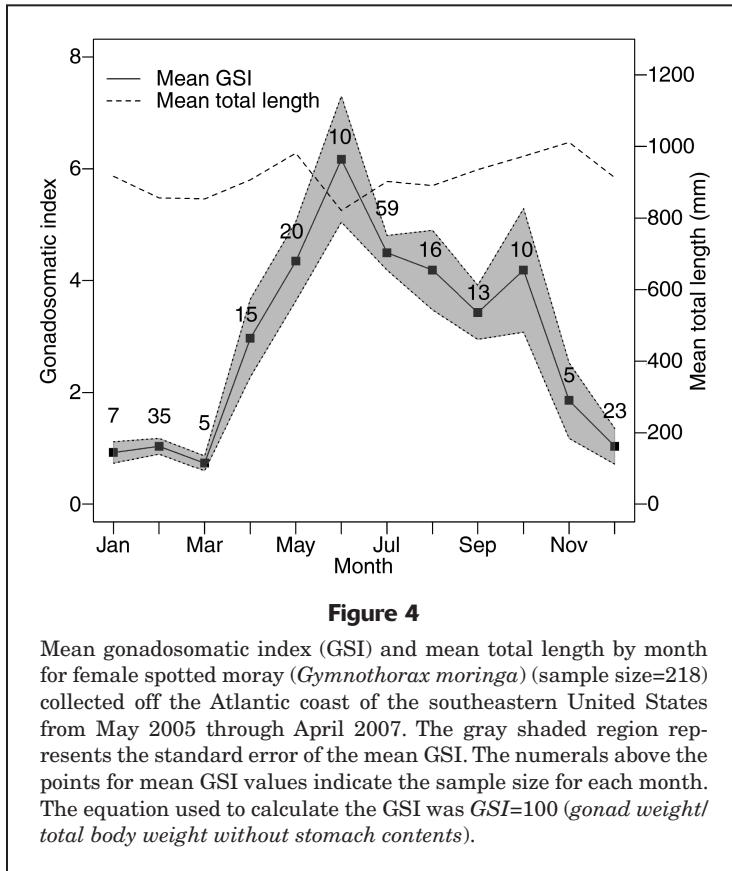 8
6
4
2
0
Gonadosomatic index
Mean GSI
Mean total length
7
35
5
15
20
10
59
16
13
10
5
23
1200
1000
800
600
400
200
0
Mean total length (mm)
Jan
Mar
May
Jul
Sep
Nov
Month
Figure 4
Mean gonadosomatic index (GSI) and mean total length by month
for female spotted moray (Gymnothorax moringa) (sample size=218)
collected off the Atlantic coast of the southeastern United States
from May 2005 through April 2007. The gray shaded region rep-
resents the standard error of the mean GSI. The numerals above the
points for mean GSI values indicate the sample size for each month.
The equation used to calculate the GSI was GSI=100 (gonad weight/
total body weight without stomach contents).